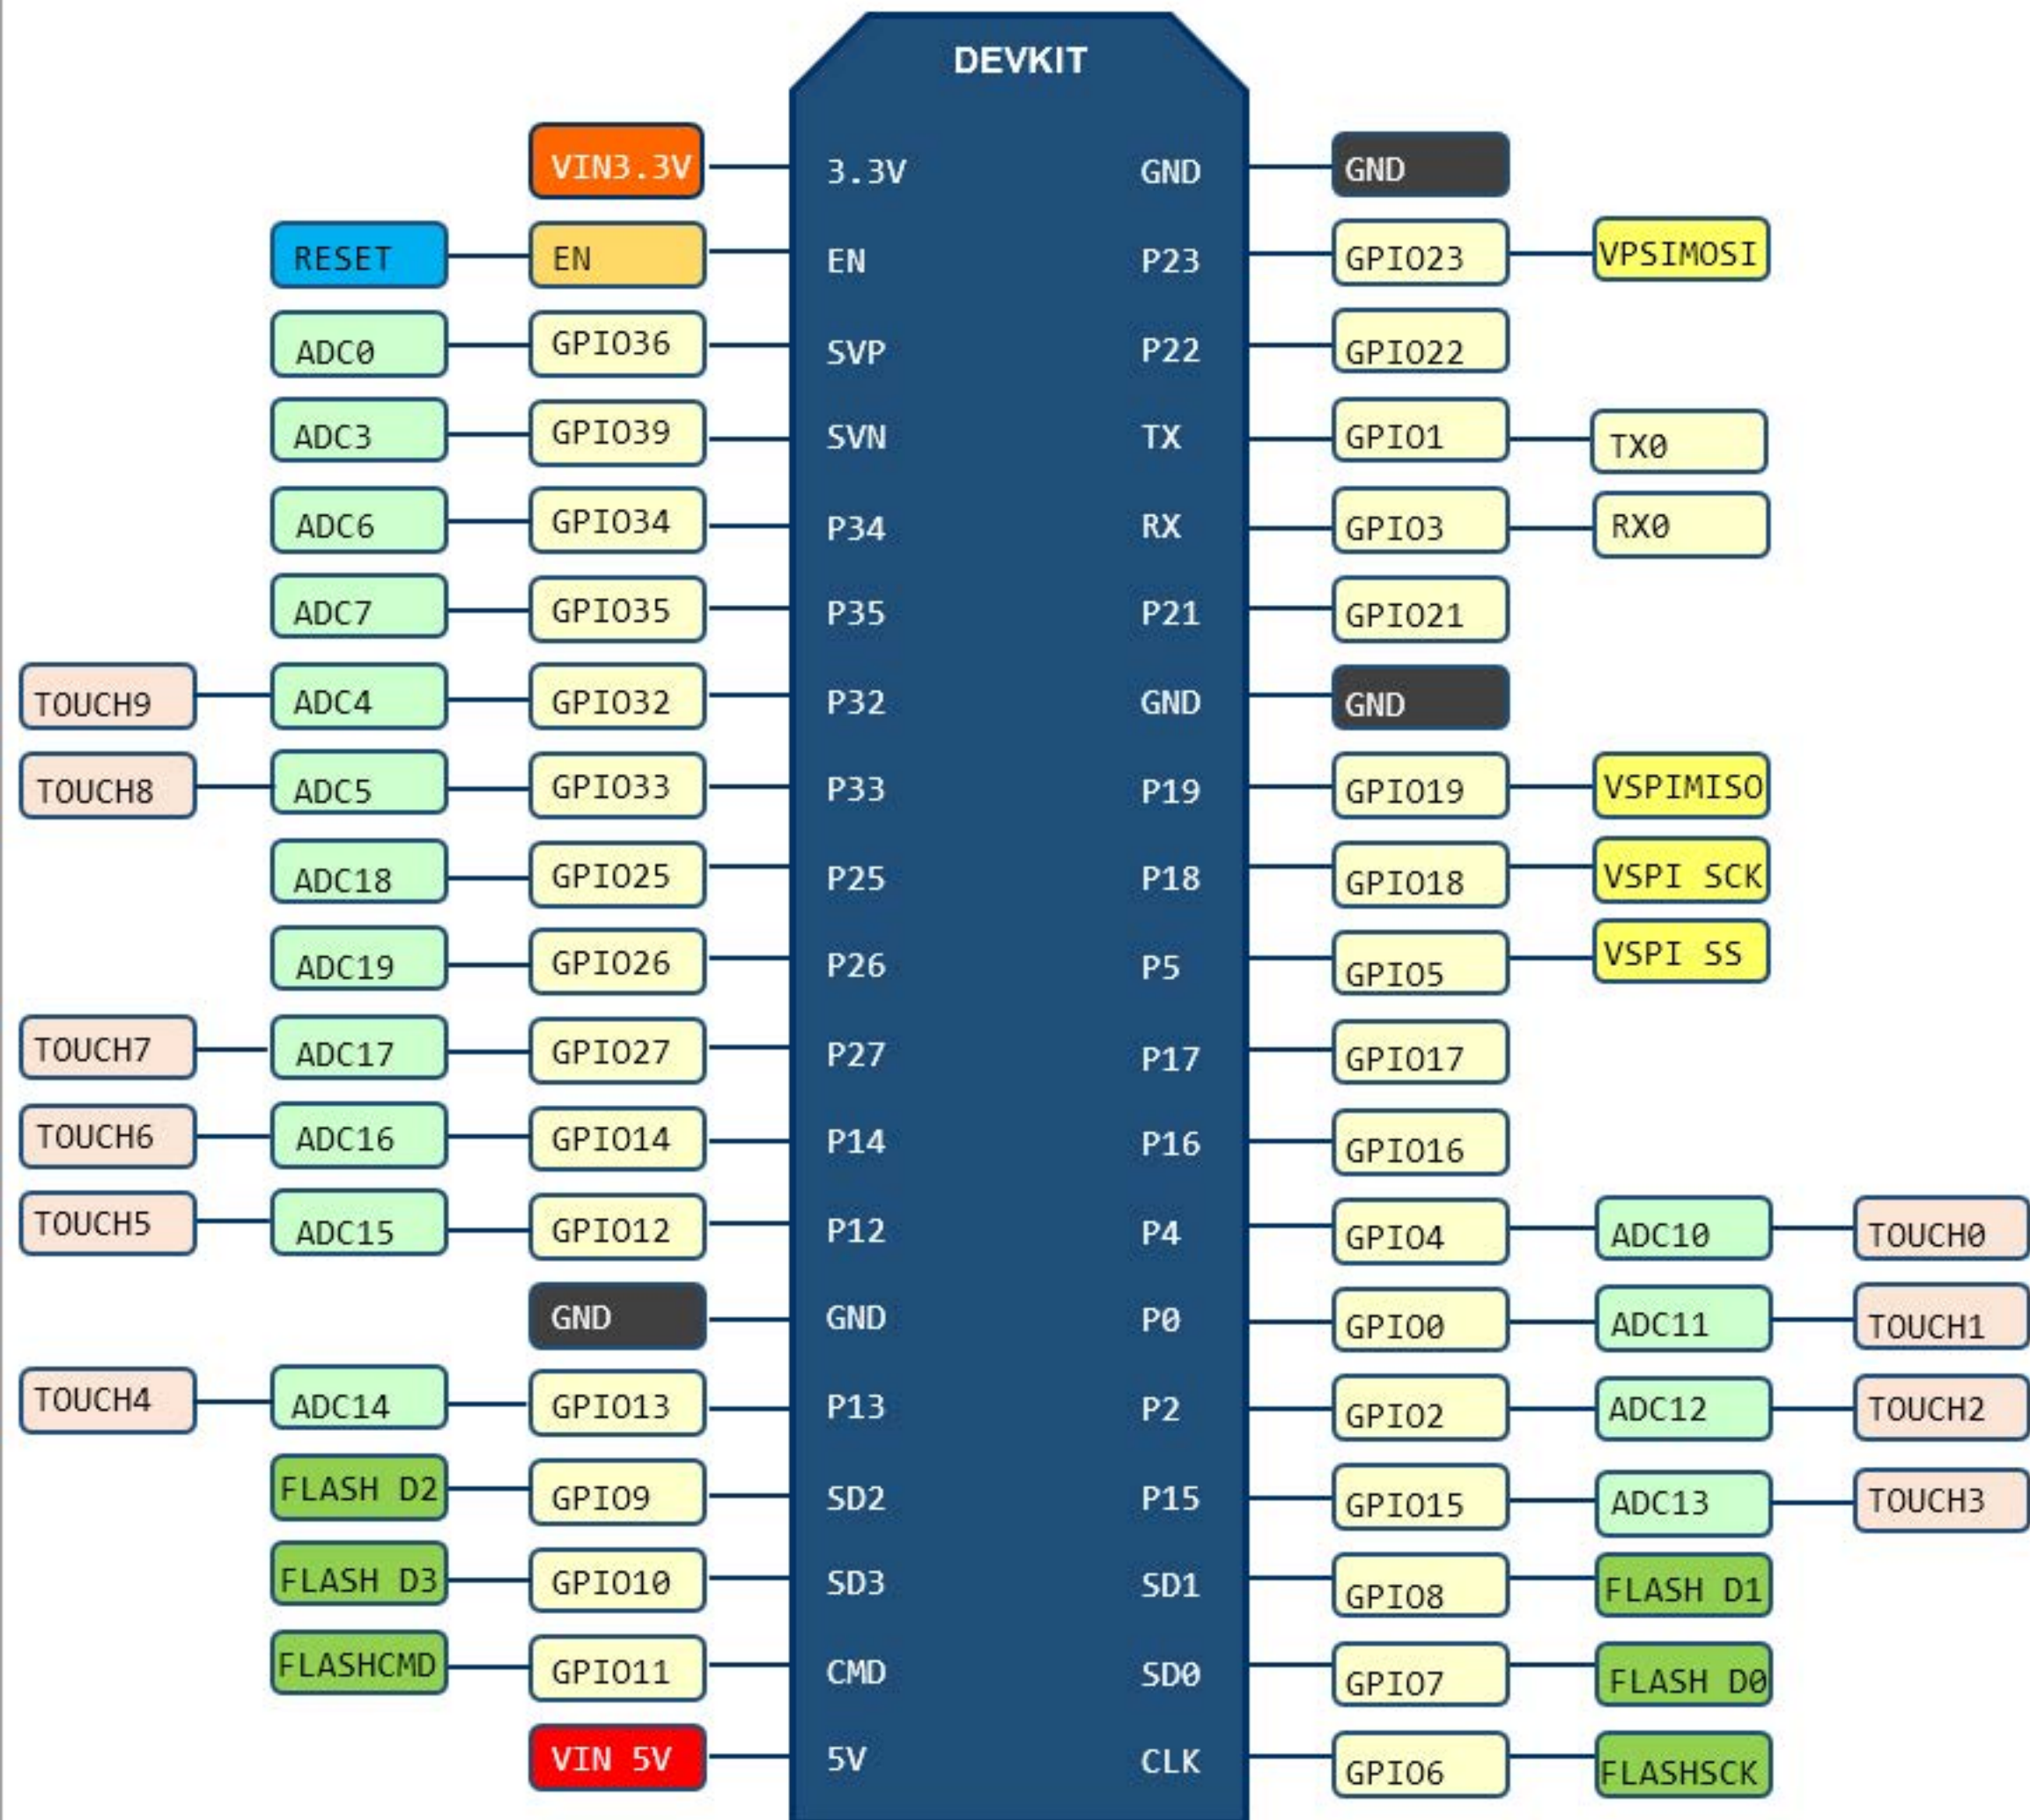 DEVKIT
VIN3.3V 3.3V GND GND
RESET EN EN P23 GPIO23 VPSIMOSI
ADC0 GPIO36 SVP P22 GPIO22
ADC3 GPIO39 SVN TX GPIO1 TX0
ADC6 GPIO34 P34 RX GPIO3 RX0
ADC7 GPIO35 P35 P21 GPIO21
TOUCH9 ADC4 GPIO32 P32 GND GND
TOUCH8 ADC5 GPIO33 P33 P19 GPIO19 VSPIMISO
ADC18 GPIO25 P25 P18 GPIO18 VSPI SCK
ADC19 GPIO26 P26 P5 GPIO5 VSPI SS
TOUCH7 ADC17 GPIO27 P27 P17 GPIO17
TOUCH6 ADC16 GPIO14 P14 P16 GPIO16
TOUCH5 ADC15 GPIO12 P12 P4 GPIO4 ADC10 TOUCH0
GND GND P0 GPIO0 ADC11 TOUCH1
TOUCH4 ADC14 GPIO13 P13 P2 GPIO2 ADC12 TOUCH2
FLASH D2 GPIO9 SD2 P15 GPIO15 ADC13 TOUCH3
FLASH D3 GPIO10 SD3 SD1 GPIO8 FLASH D1
FLASHCMD GPIO11 CMD SD0 GPIO7 FLASH D0
VIN 5V 5V CLK GPIO6 FLASHSCK